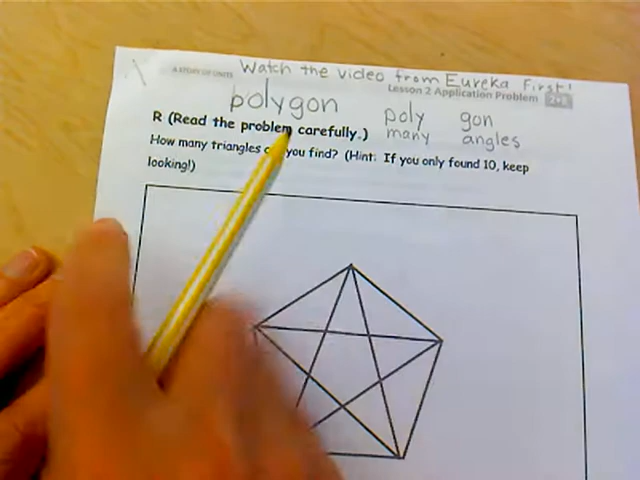 Watch the video from Eureka first!
A STORY OF UNITS
Lesson 2 Application Problem
polygon
poly gon
many angles
R (Read the problem carefully.)
How many triangles you find? (Hint: If you only found 10, keep
looking!)